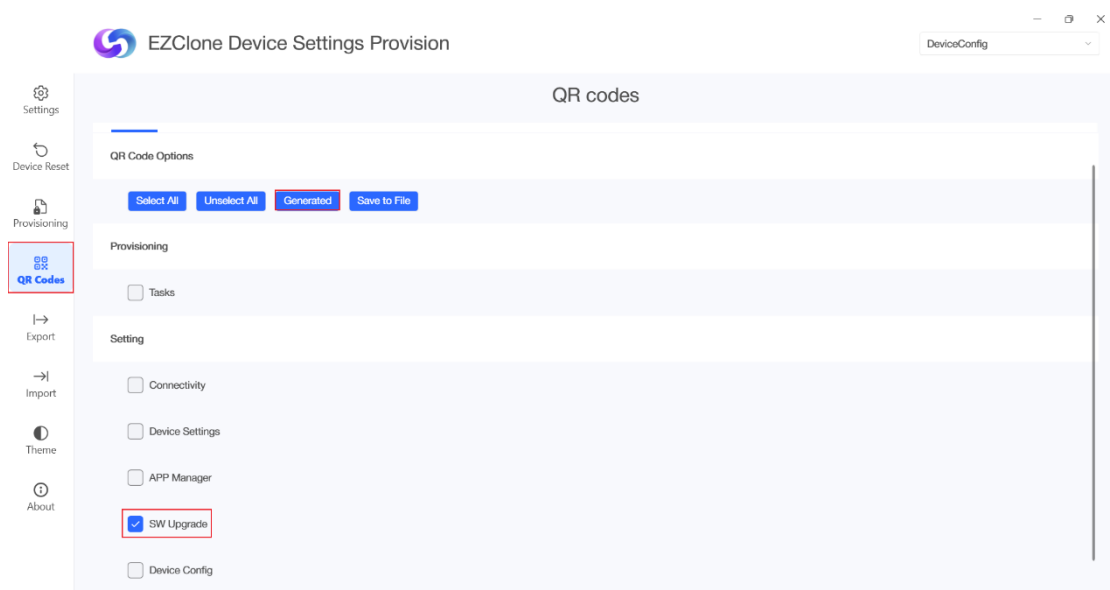 EZClone Device Settings Provision
DeviceConfig
Settings
Device Reset
Provisioning
QR Codes
Export
Import
Theme
About
QR codes
QR Code Options
Select All Unselect All Generated Save to File
Provisioning
Tasks
Setting
Connectivity
Device Settings
APP Manager
SW Upgrade
Device Config